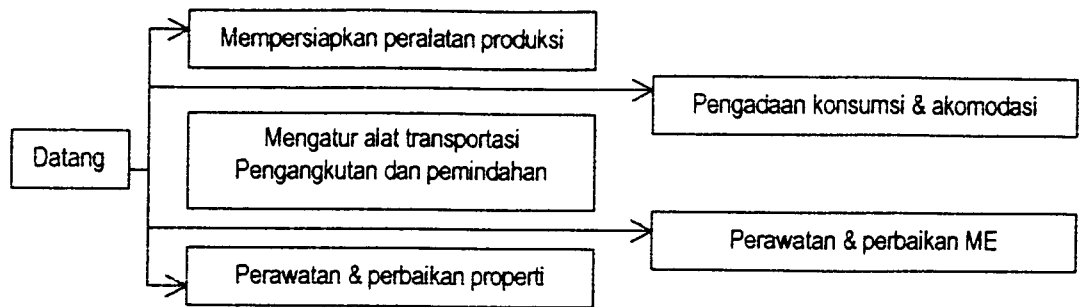 Mempersiapkan peralatan produksi
Pengadaan konsumsi & akomodasi
Datang
Mengatur alat transportasi
Pengangkutan dan pemindahan
Perawatan & perbaikan ME
Perawatan & perbaikan properti